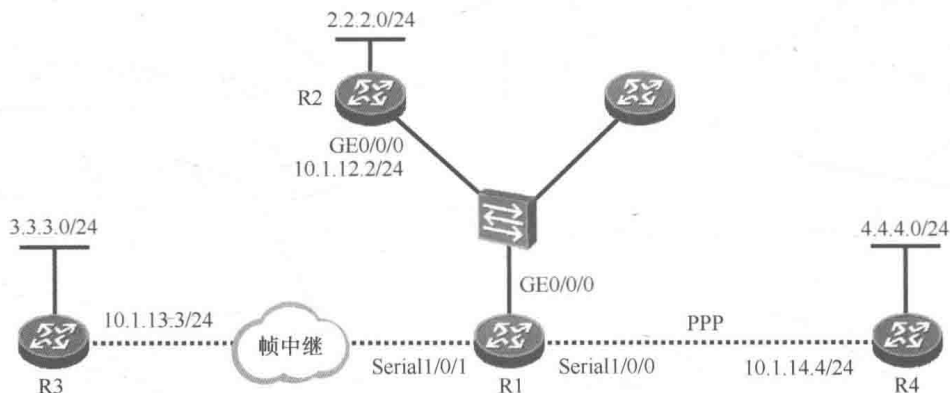 2.2.2.0/24
R2
GE0/0/0
10.1.12.2/24
3.3.3.0/24
4.4.4.0/24
GE0/0/0
10.1.13.3/24
帧中继
PPP
Serial1/0/1
Serial1/0/0
10.1.14.4/24
R3
R1
R4